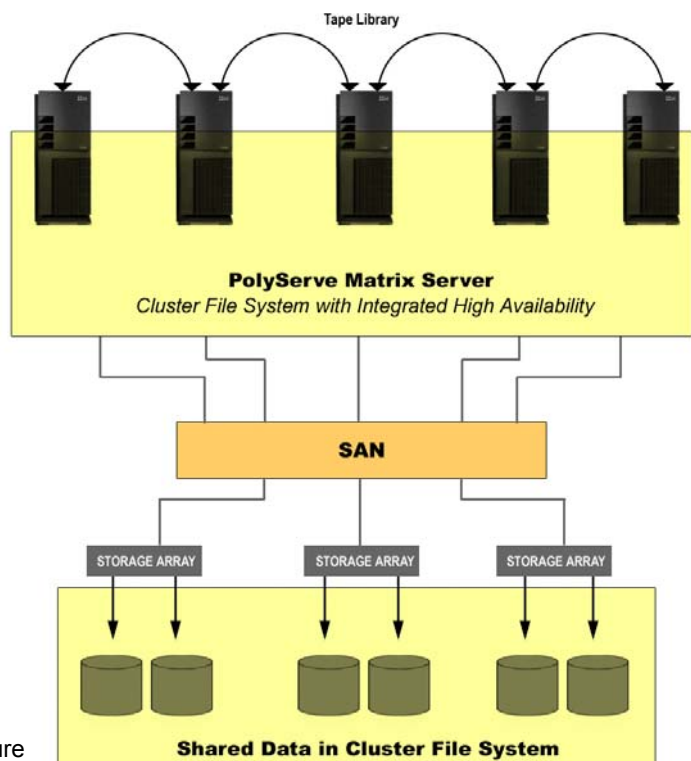 Tape Library
PolyServe Matrix Server
Cluster File System with Integrated High Availability
SAN
STORAGE ARRAY
STORAGE ARRAY
STORAGE ARRAY
Shared Data in Cluster File System